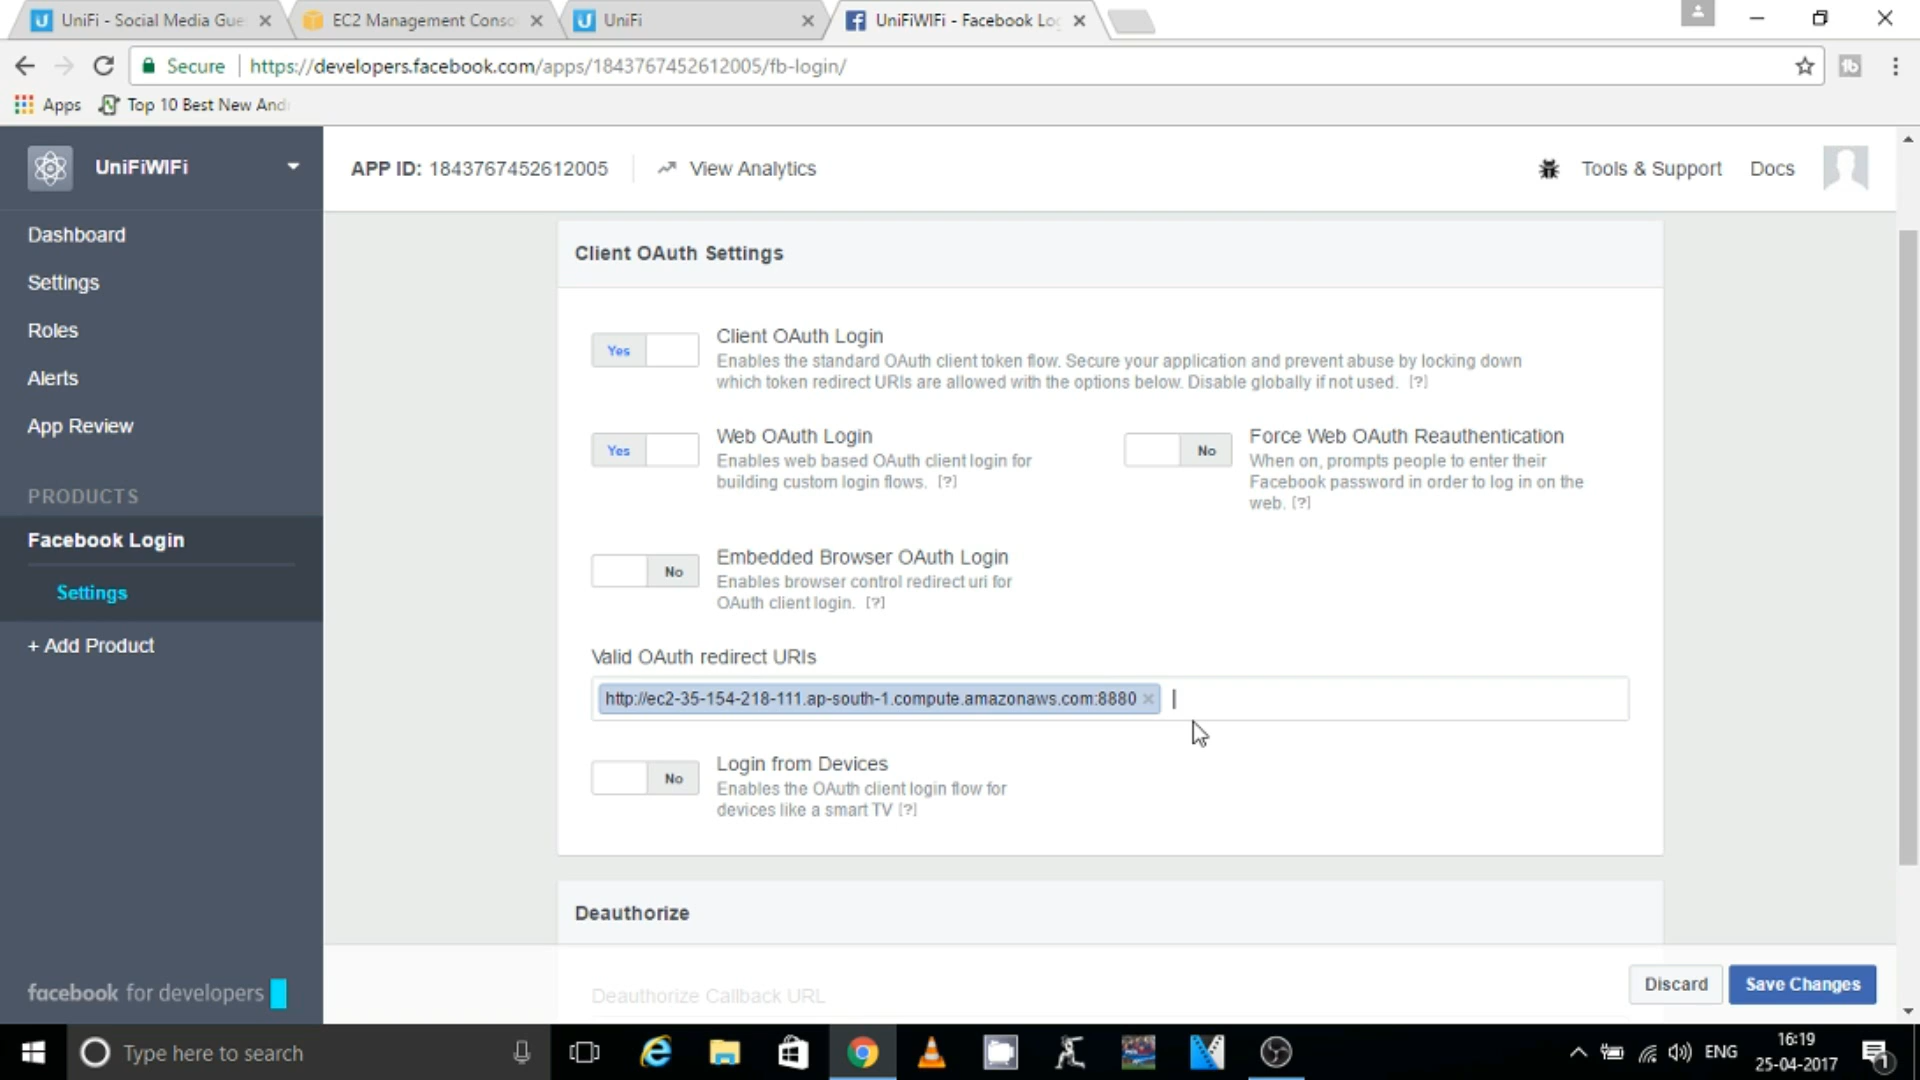 UniFi - Social Media Gue
EC2 Management Conso
UniFi
UniFiWIFi - Facebook Lo
Secure
https://developers.facebook.com/apps/1843767452612005/fb-login/
Apps
Top 10 Best New And
UniFiWIFi
APP ID: 1843767452612005
View Analytics
Tools & Support
Docs
Dashboard
Settings
Roles
Alerts
App Review
PRODUCTS
Facebook Login
Settings
+ Add Product
facebook for developers
Client OAuth Settings
Yes
Client OAuth Login
Enables the standard OAuth client token flow. Secure your application and prevent abuse by locking down
which token redirect URIs are allowed with the options below. Disable globally if not used. [?]
Yes
Web OAuth Login
Enables web based OAuth client login for
building custom login flows. [?]
No
Force Web OAuth Reauthentication
When on, prompts people to enter their
Facebook password in order to log in on the
web. [?]
No
Embedded Browser OAuth Login
Enables browser control redirect uri for
OAuth client login. [?]
Valid OAuth redirect URIs
http://ec2-35-154-218-111.ap-south-1.compute.amazonaws.com:8880
No
Login from Devices
Enables the OAuth client login flow for
devices like a smart TV [?]
Deauthorize
Deauthorize Callback URL
Discard
Save Changes
Type here to search
ENG
16:19
25-04-2017
1